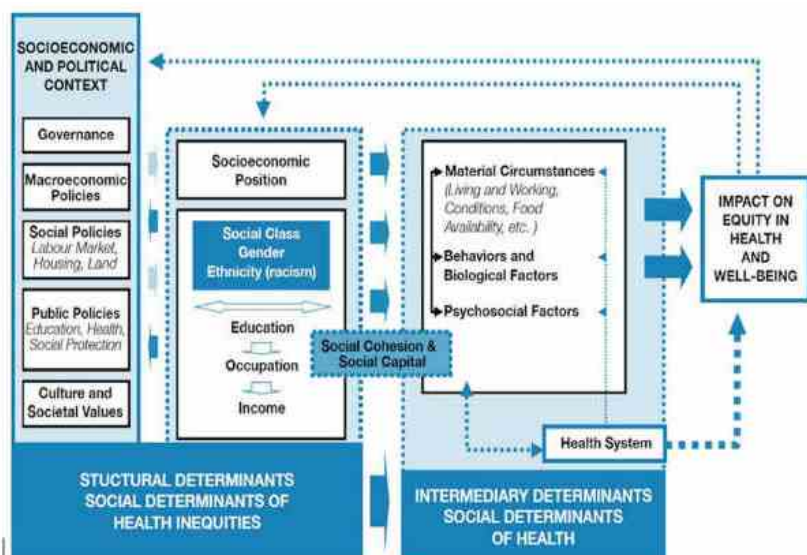 SOCIOECONOMIC
AND POLITICAL
CONTEXT
Governance
Macroeconomic
Policies
Social Policies
Labour Market,
Housing, Land
Public Policies
Education, Health,
Social Protection
Culture and
Societal Values
Socioeconomic
Position
Social Class
Gender
Ethnicity (racism)
Education
Occupation
Income
Social Cohesion &
Social Capital
Material Circumstances
(Living and Working,
Conditions, Food
Availability, etc. )
Behaviors and
Biological Factors
Psychosocial Factors
Health System
IMPACT ON
EQUITY IN
HEALTH
AND
WELL-BEING
STUCTURAL DETERMINANTS
SOCIAL DETERMINANTS OF
HEALTH INEQUITIES
INTERMEDIARY DETERMINANTS
SOCIAL DETERMINANTS
OF HEALTH